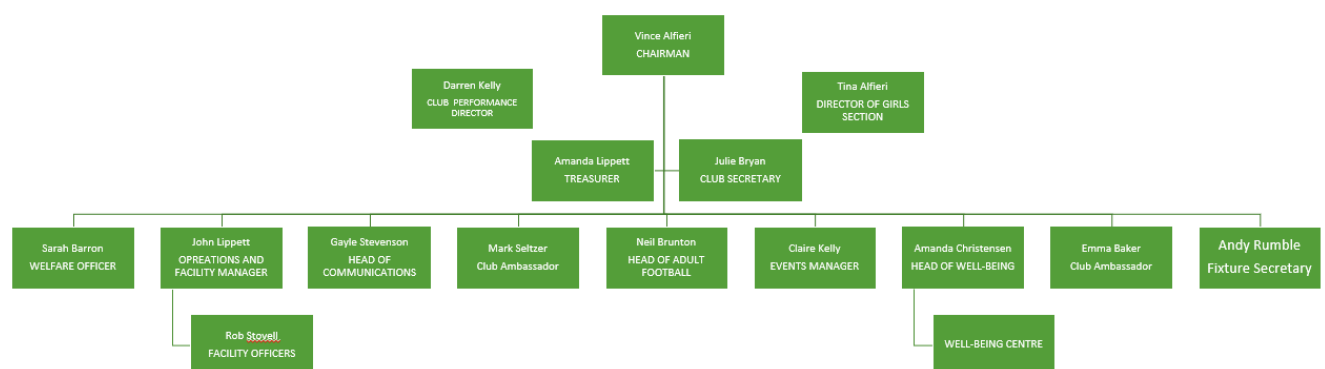 Vince Alfieri
CHAIRMAN
Darren Kelly
CLUB PERFORMANCE
DIRECTOR
Tina Alfieri
DIRECTOR OF GIRLS
SECTION
Amanda Lippett
TREASURER
Julie Bryan
CLUB SECRETARY
Sarah Barron
WELFARE OFFICER
John Lippett
OPREATIONS AND
FACILITY MANAGER
Gayle Stevenson
HEAD OF
COMMUNICATIONS
Mark Seltzer
Club Ambassador
Neil Brunton
HEAD OF ADULT
FOOTBALL
Claire Kelly
EVENTS MANAGER
Amanda Christensen
HEAD OF WELL-BEING
Emma Baker
Club Ambassador
Andy Rumble
Fixture Secretary
Rob Stovell
FACILITY OFFICERS
WELL-BEING CENTRE